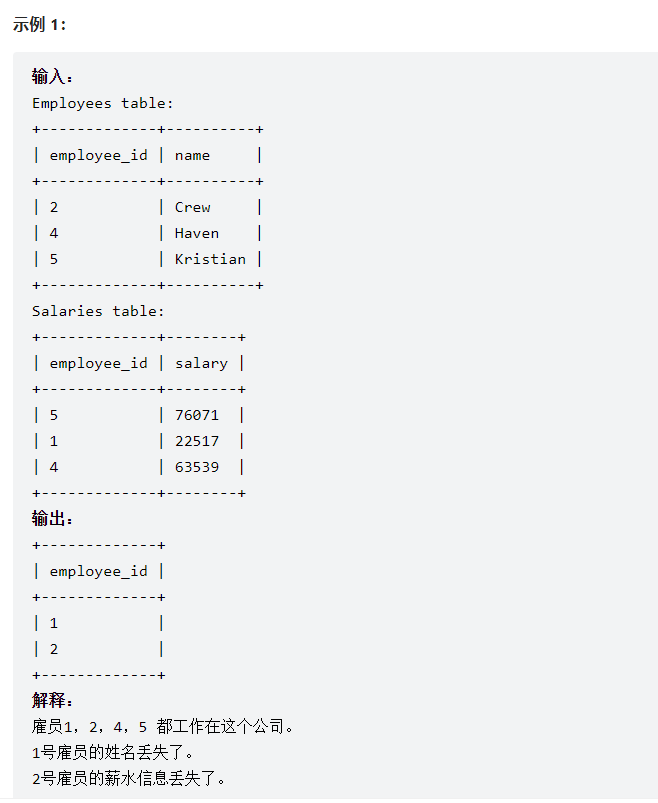 示例 1：
输入：
Employees table:
+-------------+----------+
| employee_id | name     |
+-------------+----------+
| 2           | Crew     |
| 4           | Haven    |
| 5           | Kristian |
+-------------+----------+
Salaries table:
+-------------+--------+
| employee_id | salary |
+-------------+--------+
| 5           | 76071  |
| 1           | 22517  |
| 4           | 63539  |
+-------------+--------+
输出：
+-------------+
| employee_id |
+-------------+
| 1           |
| 2           |
+-------------+
解释：
雇员1，2，4，5 都工作在这个公司。
1号雇员的姓名丢失了。
2号雇员的薪水信息丢失了。